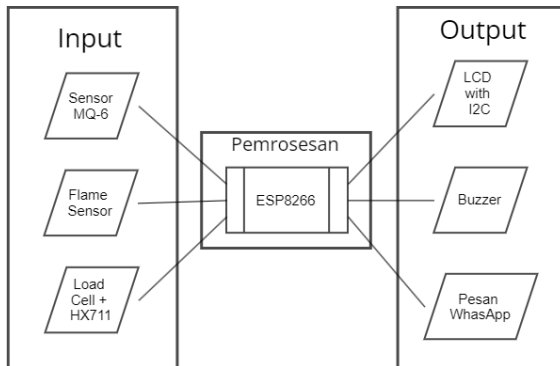 Input
Sensor
MQ-6
Flame
Sensor
Load
Cell +
HX711
Pemrosesan
ESP8266
Output
LCD
with
I2C
Buzzer
Pesan
WhasApp